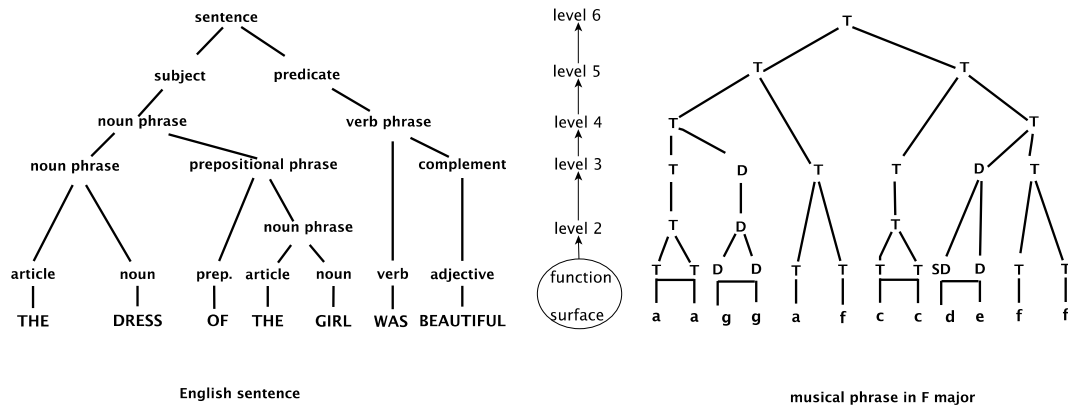 sentence level 6 T
subject predicate level 5 T T
noun phrase verb phrase level 4 T T
noun phrase prepositional phrase complement level 3 T D T T D T
noun phrase level 2 T D T
article noun prep. article noun verb adjective function T T D D T T T T SD D T T
THE DRESS OF THE GIRL WAS BEAUTIFUL surface a a g g a f c c d e f f
English sentence musical phrase in F major